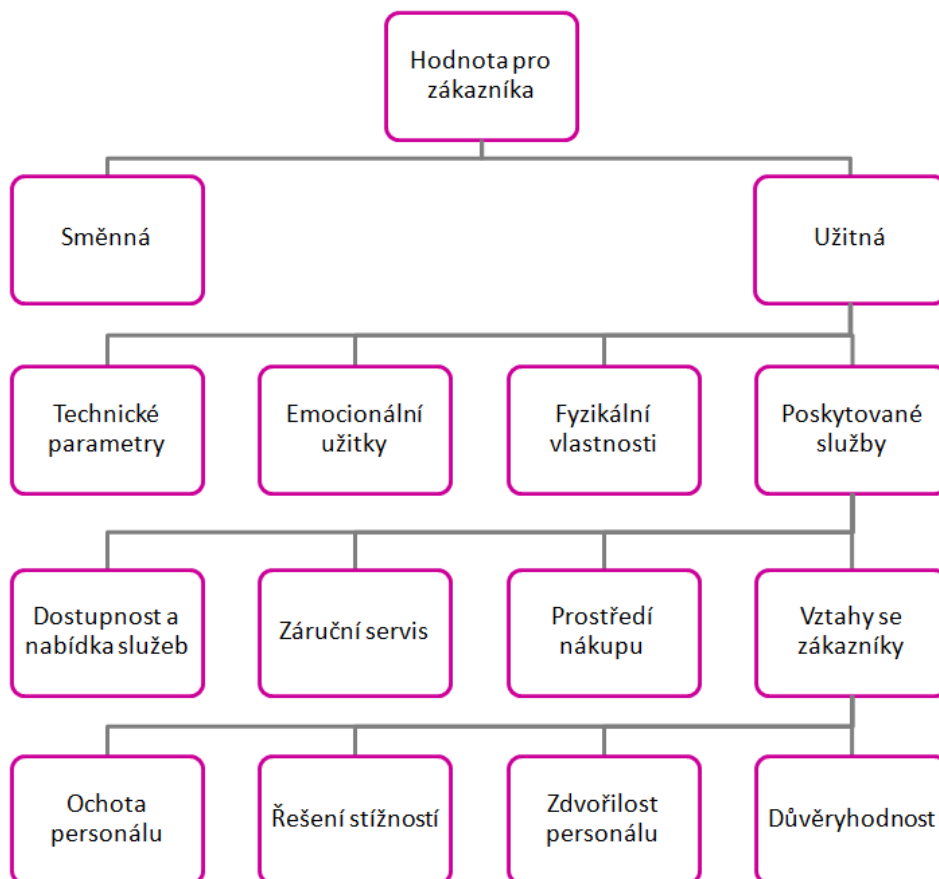 Hodnota pro
zákazníka
Směnná
Užitná
Technické
parametry
Emocionální
užitky
Fyzikální
vlastnosti
Poskytované
služby
Dostupnost a
nabídka služeb
Záruční servis
Prostředí
nákupu
Vztahy se
zákazníky
Ochota
personálu
Řešení stížností
Zdvořilost
personálu
Důvěryhodnost